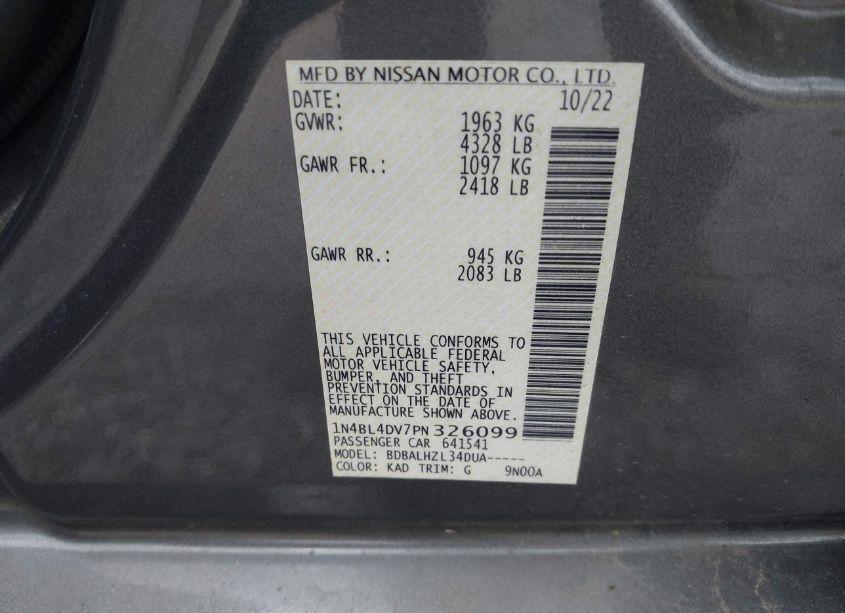 MFD BY NISSAN MOTOR CO., LTD.
DATE: 10/22
GVWR: 1963 KG
4328 LB
GAWR FR.: 1097 KG
2418 LB
GAWR RR.: 945 KG
2083 LB
THIS VEHICLE CONFORMS TO
ALL APPLICABLE FEDERAL
MOTOR VEHICLE SAFETY,
BUMPER, AND THEFT
PREVENTION STANDARDS IN
EFFECT ON THE DATE OF
MANUFACTURE SHOWN ABOVE.
1N4BL4DV7PN326099
PASSENGER CAR 641541
MODEL: BDBALHZL34DUA-----
COLOR: KAD TRIM: G 9N00A